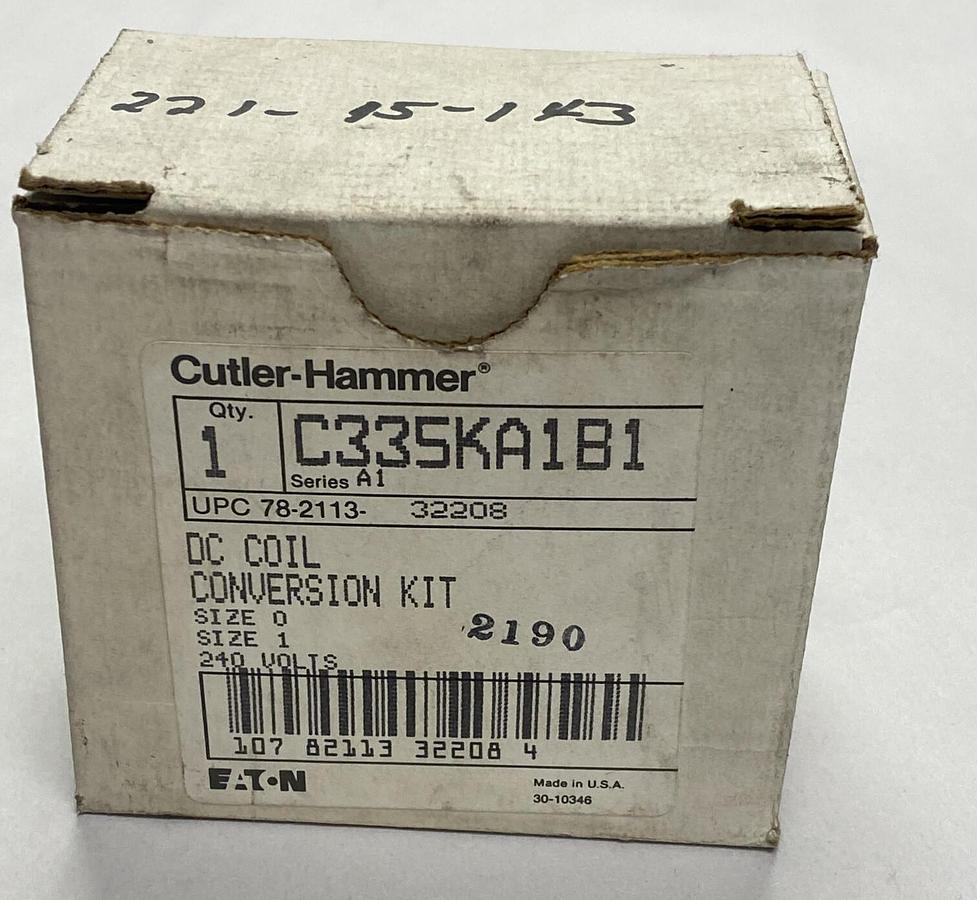 221-15-143
Cutler-Hammer®
Qty.
1
C335KA1B1
Series A1
UPC 78-2113- 32208
DC COIL
CONVERSION KIT
SIZE 0
SIZE 1
2190
240 VOLTS
107 82113 32208 4
EATON
Made in U.S.A.
30-10346